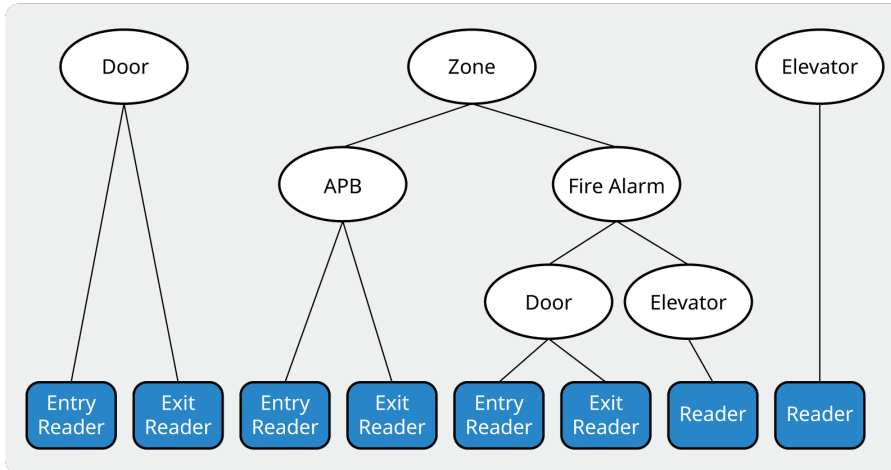 Door
Zone
Elevator
APB
Fire Alarm
Door
Elevator
Entry
Reader
Exit
Reader
Entry
Reader
Exit
Reader
Entry
Reader
Exit
Reader
Reader
Reader